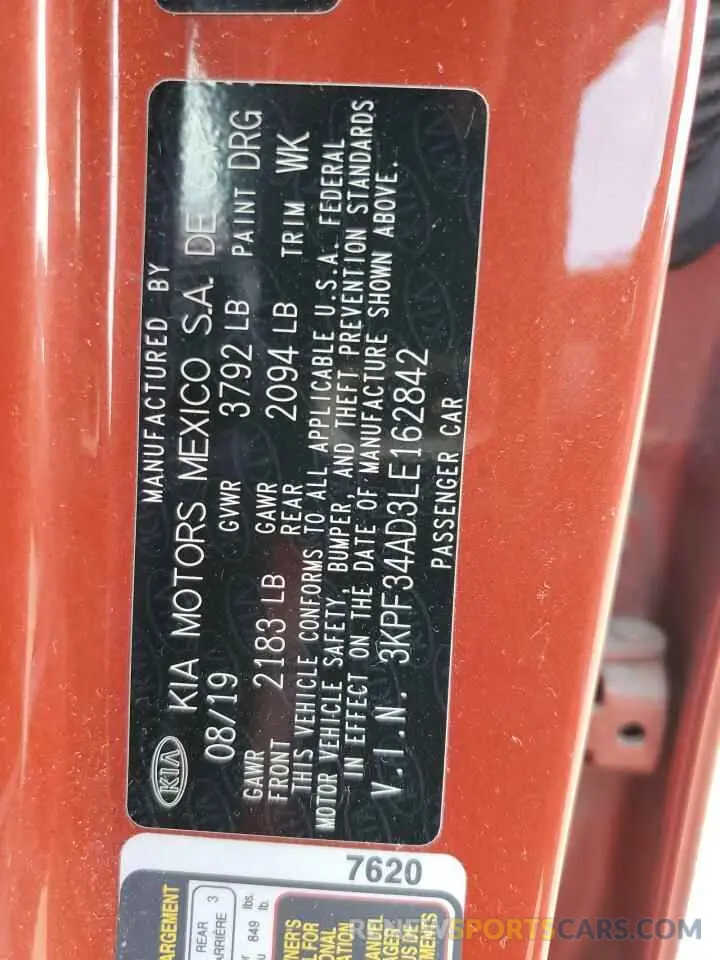 MANUFACTURED BY
KIA KIA MOTORS MEXICO S.A. DE
08/19 GVWR 3792 LB PAINT DRG
GAWR FRONT 2183 LB GAWR REAR 2094 LB TRIM WK
THIS VEHICLE CONFORMS TO ALL APPLICABLE U.S.A. FEDERAL
MOTOR VEHICLE SAFETY, BUMPER, AND THEFT PREVENTION STANDARDS
IN EFFECT ON THE DATE OF MANUFACTURE SHOWN ABOVE.
V.I.N. 3KPF34AD3LE162842
PASSENGER CAR
7620
REAR 3
849 lbs.
lb.
RENEWSPORTSCARS.COM